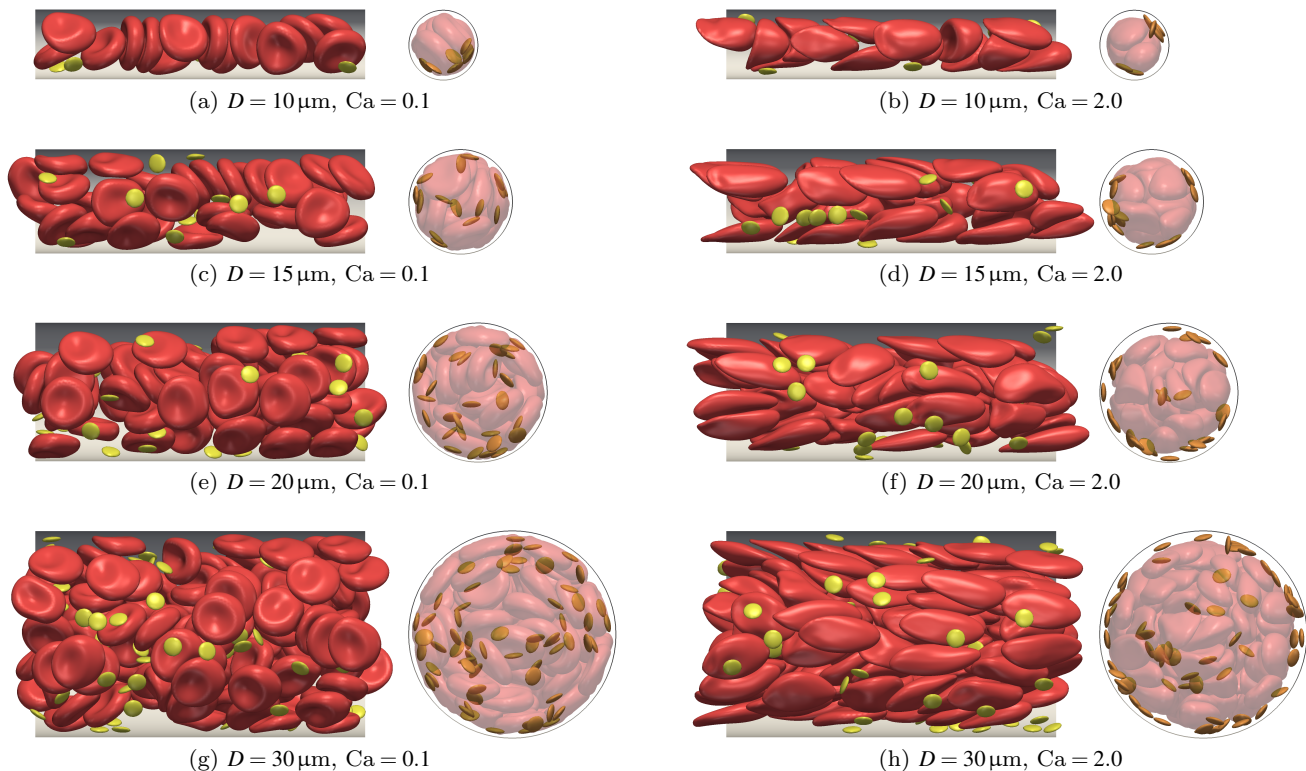 (a) D = 10 μm, Ca = 0.1
(b) D = 10 μm, Ca = 2.0
(c) D = 15 μm, Ca = 0.1
(d) D = 15 μm, Ca = 2.0
(e) D = 20 μm, Ca = 0.1
(f) D = 20 μm, Ca = 2.0
(g) D = 30 μm, Ca = 0.1
(h) D = 30 μm, Ca = 2.0